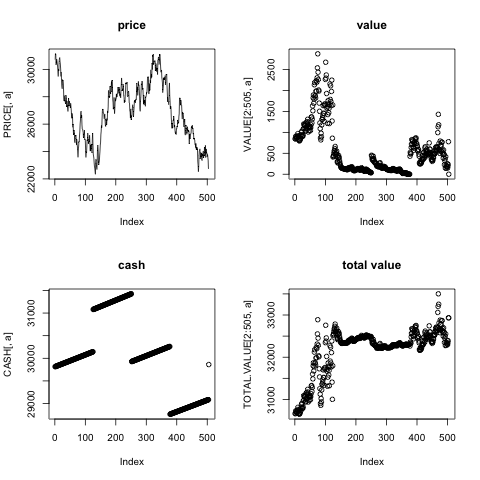 price
PRICE[, a]
22000 26000 30000
0 100 200 300 400 500
Index
value
VALUE[2:505, a]
0 500 1500 2500
0 100 200 300 400 500
Index
cash
CASH[, a]
29000 30000 31000
0 100 200 300 400 500
Index
total value
TOTAL.VALUE[2:505, a]
31000 32000 33000
0 100 200 300 400 500
Index